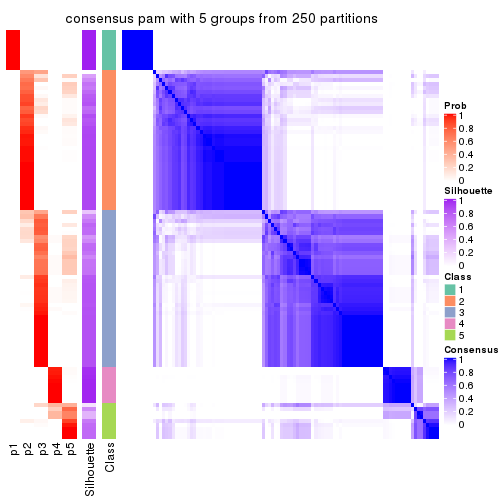 consensus pam with 5 groups from 250 partitions
Prob
1
0.8
0.6
0.4
0.2
0
Silhouette
1
0.8
0.6
0.4
0.2
0
Class
1
2
3
4
5
Consensus
1
0.8
0.6
0.4
0.2
0
p1
p2
p3
p4
p5
Silhouette
Class